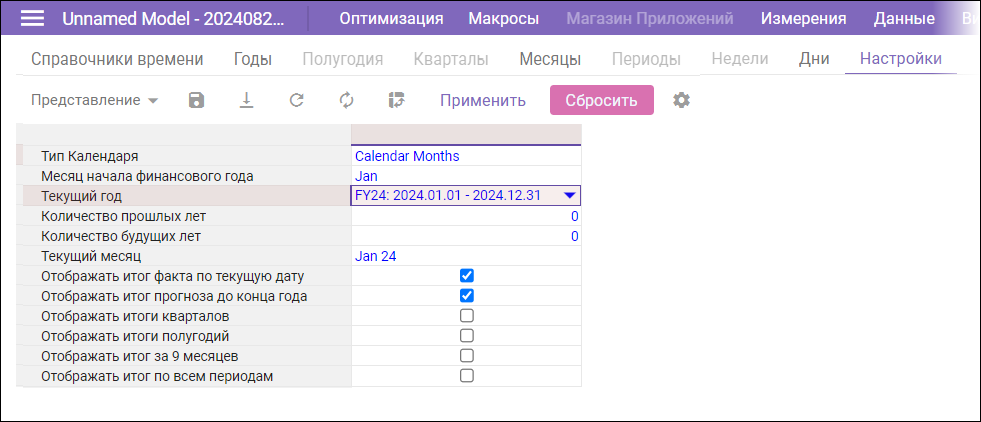 Unnamed Model - 2024082... Оптимизация Макросы Магазин Приложений Измерения Данные
Справочники времени Годы Полугодия Кварталы Месяцы Периоды Недели Дни Настройки
Представление Применить Сбросить
Тип Календаря Calendar Months
Месяц начала финансового года Jan
Текущий год FY24: 2024.01.01 - 2024.12.31
Количество прошлых лет 0
Количество будущих лет 0
Текущий месяц Jan 24
Отображать итог факта по текущую дату
Отображать итог прогноза до конца года
Отображать итоги кварталов
Отображать итоги полугодий
Отображать итог за 9 месяцев
Отображать итог по всем периодам